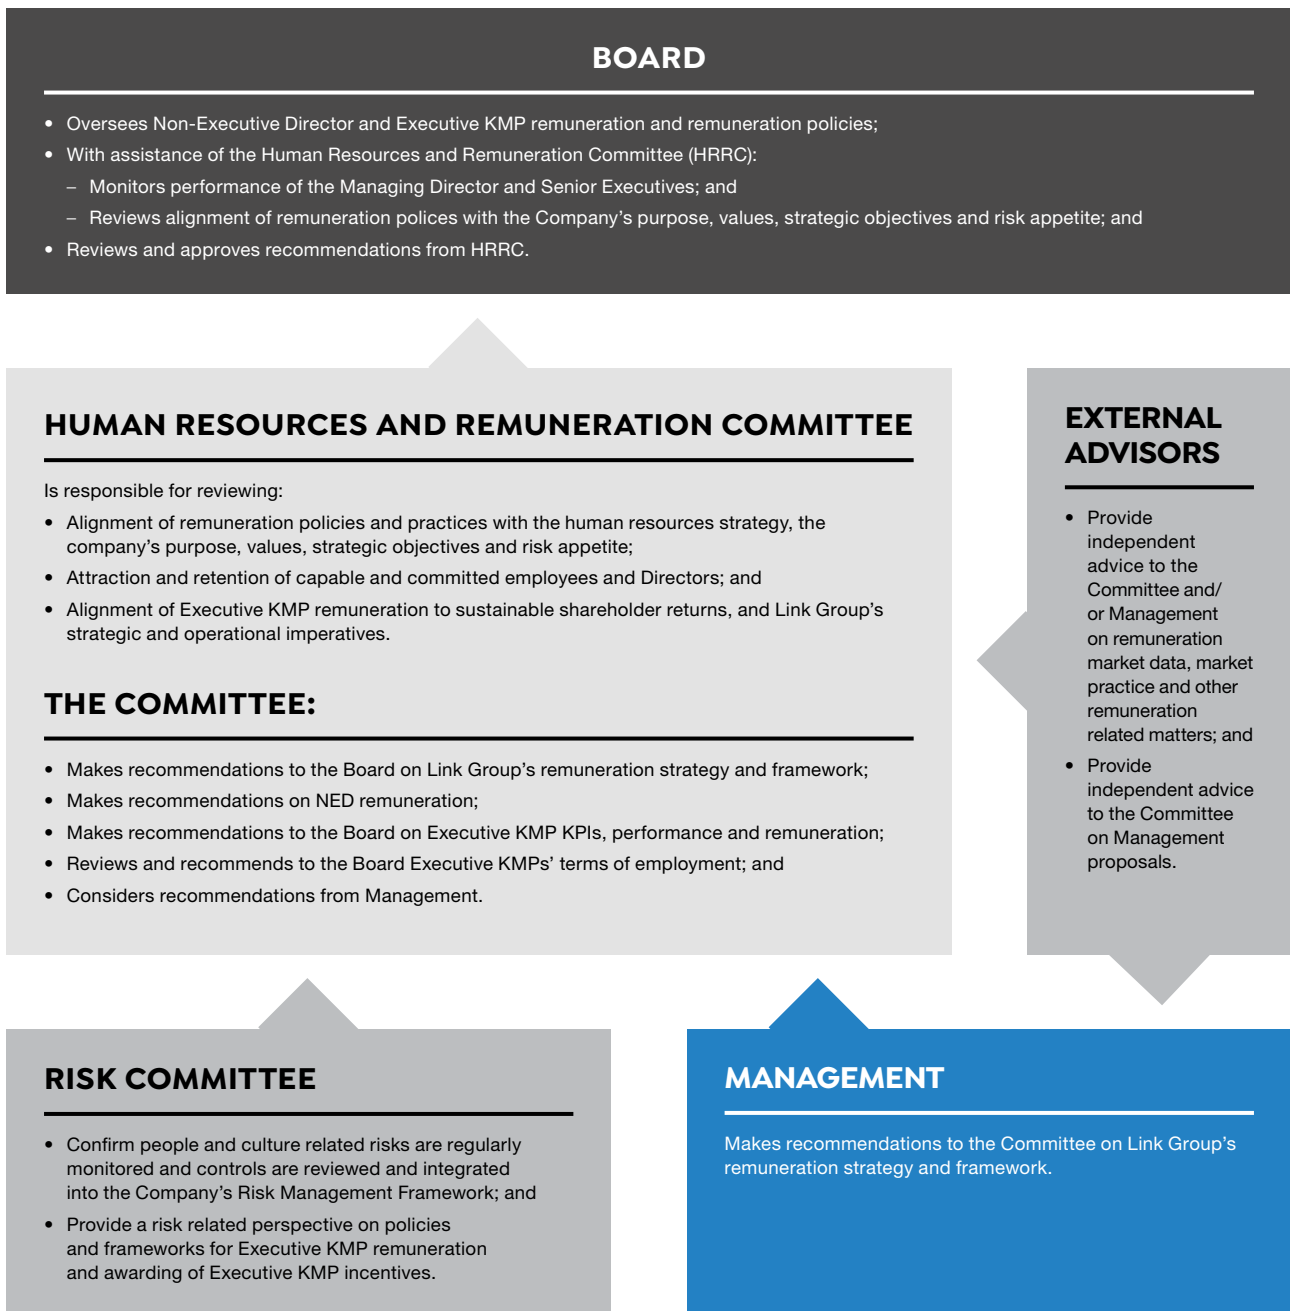 BOARD
• Oversees Non-Executive Director and Executive KMP remuneration and remuneration policies;
• With assistance of the Human Resources and Remuneration Committee (HRRC):
– Monitors performance of the Managing Director and Senior Executives; and
– Reviews alignment of remuneration polices with the Company’s purpose, values, strategic objectives and risk appetite; and
• Reviews and approves recommendations from HRRC.
HUMAN RESOURCES AND REMUNERATION COMMITTEE
Is responsible for reviewing:
• Alignment of remuneration policies and practices with the human resources strategy, the
company’s purpose, values, strategic objectives and risk appetite;
• Attraction and retention of capable and committed employees and Directors; and
• Alignment of Executive KMP remuneration to sustainable shareholder returns, and Link Group’s
strategic and operational imperatives.
THE COMMITTEE:
• Makes recommendations to the Board on Link Group’s remuneration strategy and framework;
• Makes recommendations on NED remuneration;
• Makes recommendations to the Board on Executive KMP KPIs, performance and remuneration;
• Reviews and recommends to the Board Executive KMPs’ terms of employment; and
• Considers recommendations from Management.
EXTERNAL
ADVISORS
• Provide
independent
advice to the
Committee and/
or Management
on remuneration
market data, market
practice and other
remuneration
related matters; and
• Provide
independent advice
to the Committee
on Management
proposals.
RISK COMMITTEE
• Confirm people and culture related risks are regularly
monitored and controls are reviewed and integrated
into the Company’s Risk Management Framework; and
• Provide a risk related perspective on policies
and frameworks for Executive KMP remuneration
and awarding of Executive KMP incentives.
MANAGEMENT
Makes recommendations to the Committee on Link Group’s
remuneration strategy and framework.